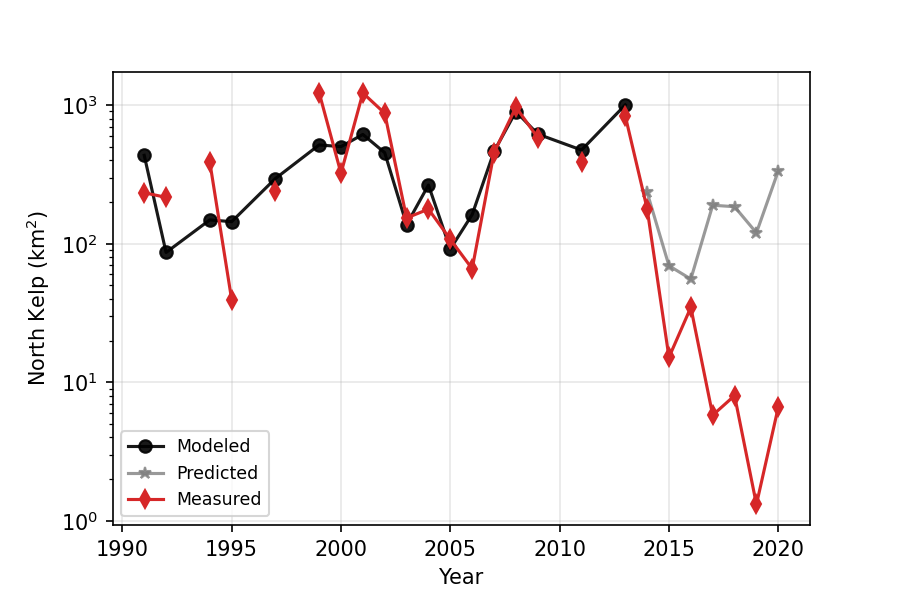 North Kelp (km²)
10³
10²
10¹
10⁰
Modeled
Predicted
Measured
1990 1995 2000 2005 2010 2015 2020
Year